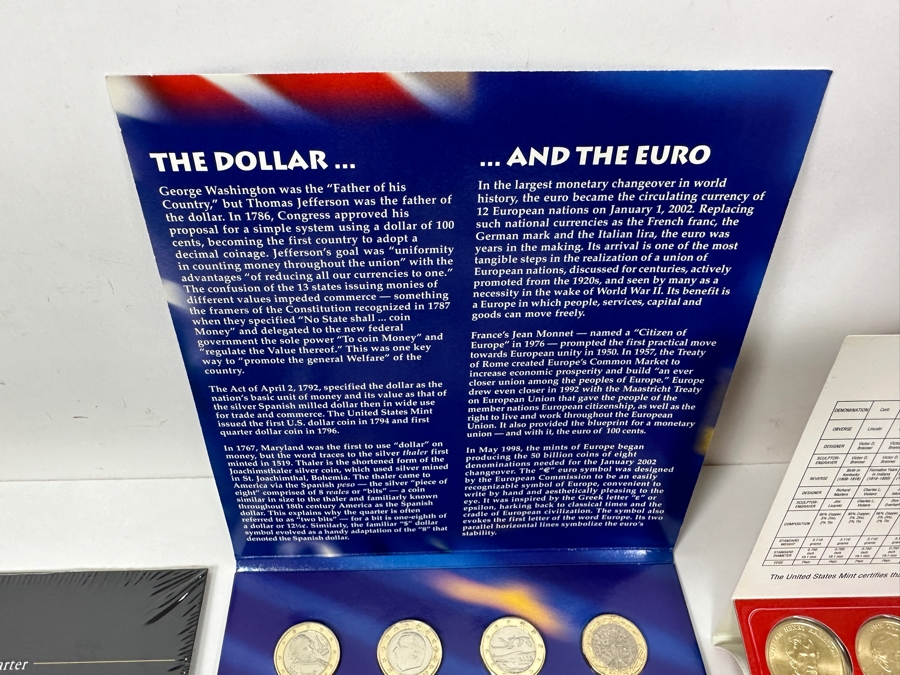 THE DOLLAR ...
George Washington was the “Father of his
Country,” but Thomas Jefferson was the father of
the dollar. In 1786, Congress approved his
proposal for a simple system using a dollar of 100
cents, becoming the first country to adopt a
decimal coinage. Jefferson’s goal was “uniformity
in counting money throughout the union” with the
advantages “of reducing all our currencies to one.”
The confusion of the 13 states issuing monies of
different values impeded commerce — something
the framers of the Constitution recognized in 1787
when they specified “No State shall ... coin
Money” and delegated to the new federal
government the sole power “To coin Money” and
“regulate the Value thereof.” This was one key
way to “promote the general Welfare” of the
country.
The Act of April 2, 1792, specified the dollar as the
nation’s basic unit of money and its value as that of
the silver Spanish milled dollar then in wide use
for trade and commerce. The United States Mint
issued the first U.S. dollar coin in 1794 and first
quarter dollar coin in 1796.
In 1767, Maryland was the first to use “dollar” on
money, but the word traces to the silver thaler first
minted in 1519. Thaler is the shortened form of the
Joachimsthaler silver coin, which used silver mined
in St. Joachimthal, Bohemia. The thaler came to
America via the Spanish peso — the silver “piece of
eight” comprised of 8 reales or “bits” — a coin
similar in size to the thaler and familiarly known
throughout 18th century America as the Spanish
dollar. This explains why the quarter is often
referred to as “two bits” — for a bit is one-eighth of
a dollar or 12½¢. Similarly, the familiar “S” dollar
symbol evolved as a handy adaptation of the “8” that
denoted the Spanish dollar.
... AND THE EURO
In the largest monetary changeover in world
history, the euro became the circulating currency of
12 European nations on January 1, 2002. Replacing
such national currencies as the French franc, the
German mark and the Italian lira, the euro was
years in the making. Its arrival is one of the most
tangible steps in the realization of a union of
European nations, discussed for centuries, actively
promoted from the 1920s, and seen by many as a
necessity in the wake of World War II. Its benefit is
a Europe in which people, services, capital and
goods can move freely.
France’s Jean Monnet — named a “Citizen of
Europe” in 1976 — prompted the first practical move
towards European unity in 1950. In 1957, the Treaty
of Rome created Europe’s Common Market to
increase economic prosperity and build “an ever
closer union among the peoples of Europe.” Europe
drew even closer in 1992 with the Maastricht Treaty
on European Union that gave the people of the
member nations European citizenship, as well as the
right to live and work throughout the European
Union. It also provided the blueprint for a monetary
union — and with it, the euro of 100 cents.
In May 1998, the mints of Europe began
producing the 50 billion coins of eight
denominations needed for the January 2002
changeover. The “€” euro symbol was designed
by the European Commission to be an easily
recognizable symbol of Europe, convenient to
write by hand and aesthetically pleasing to the
eye. It was inspired by the Greek letter “ε” or
epsilon, harking back to classical times and the
cradle of European civilization. The symbol also
evokes the first letter of the word Europe. Its two
parallel horizontal lines symbolize the euro’s
stability.
arter
DENOMINATION Cent
OBVERSE Lincoln
DESIGNER
REVERSE
DESIGNER
COMPOSITION
The United States Mint certifies tha